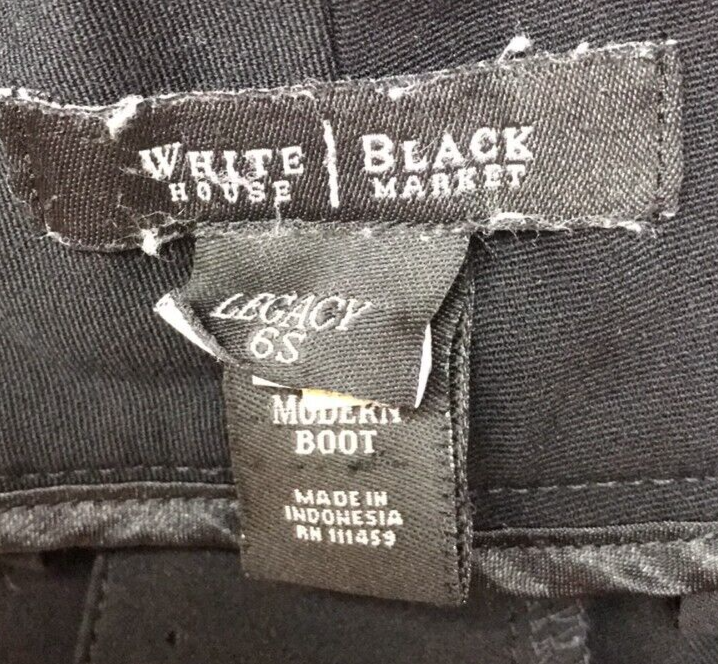 WHITE HOUSE | BLACK MARKET
LEGACY
6S
MODERN
BOOT
MADE IN
INDONESIA
RN 111459